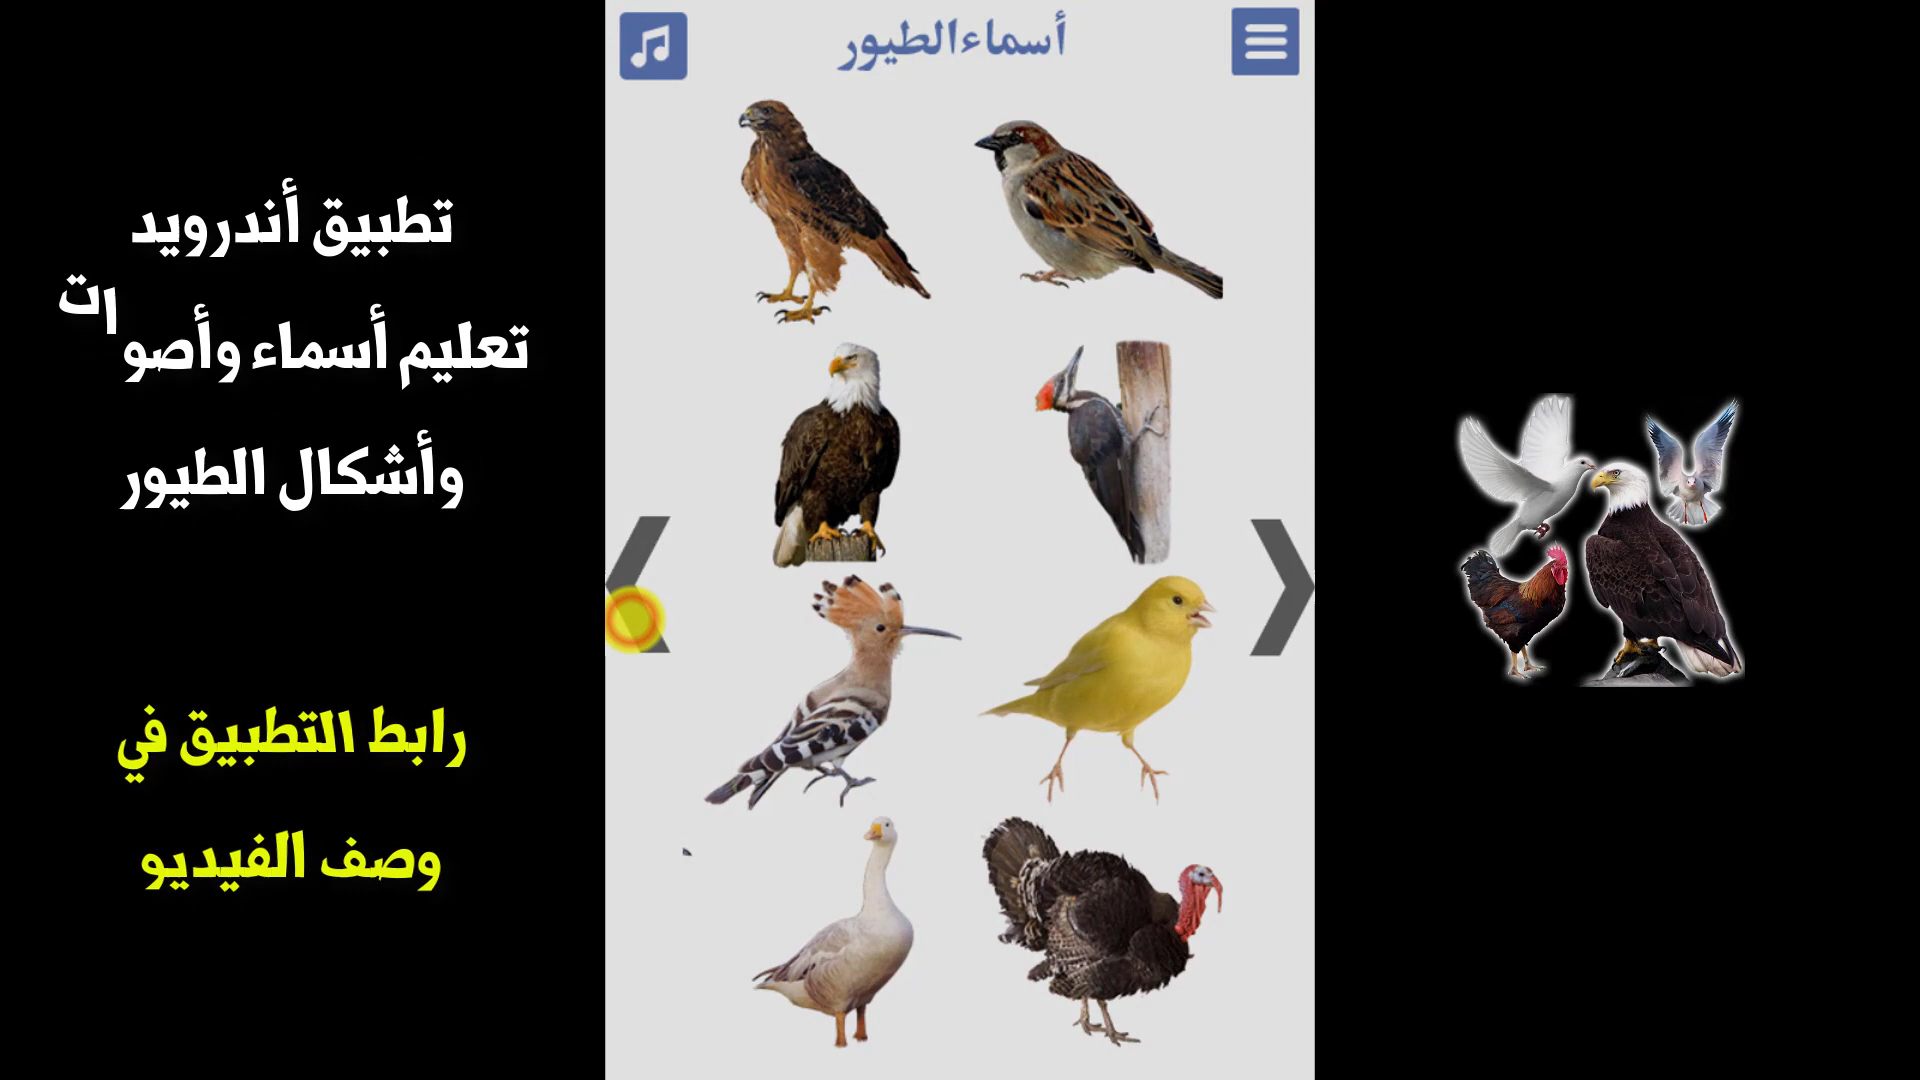 أسماء الطيور
تطبيق أندرويد
تعليم أسماء وأصوات
وأشكال الطيور
رابط التطبيق في
وصف الفيديو